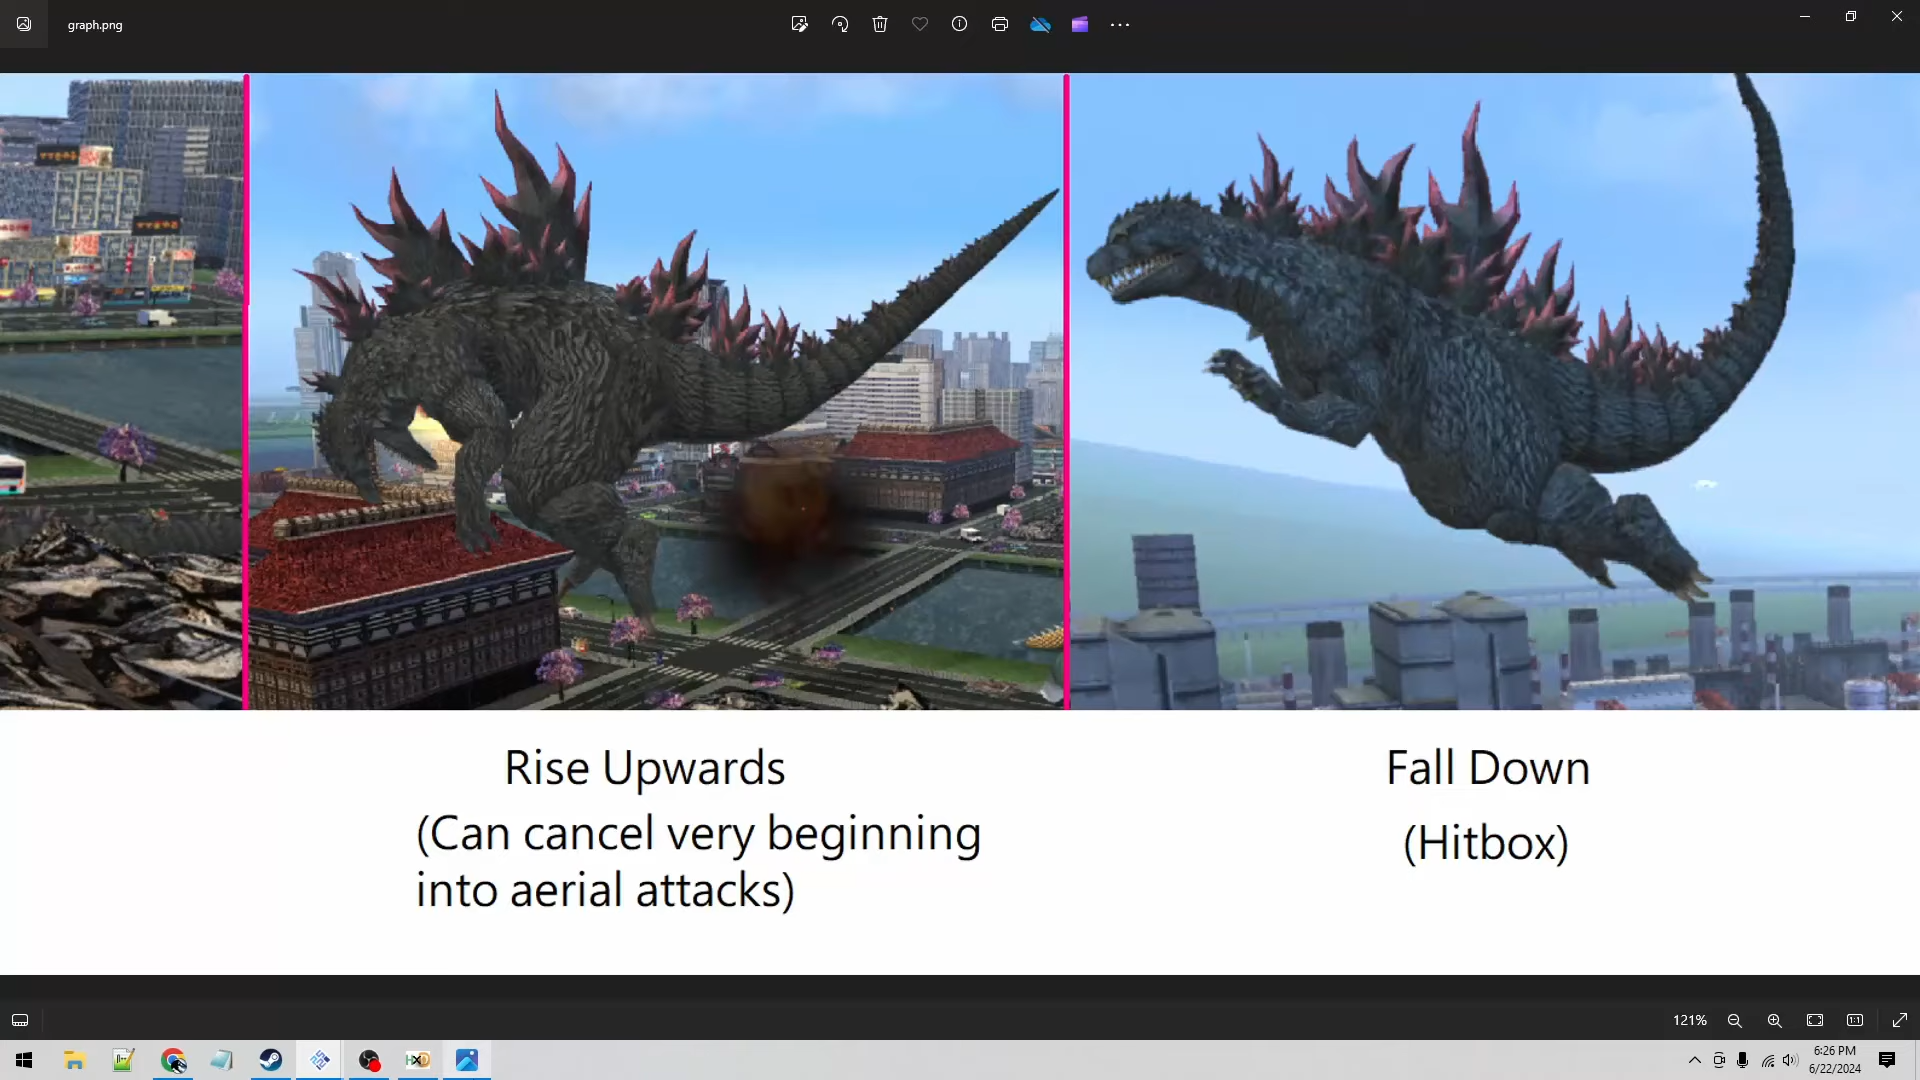 graph.png
Rise Upwards
(Can cancel very beginning
into aerial attacks)
Fall Down
(Hitbox)
121%
6:26 PM
6/22/2024